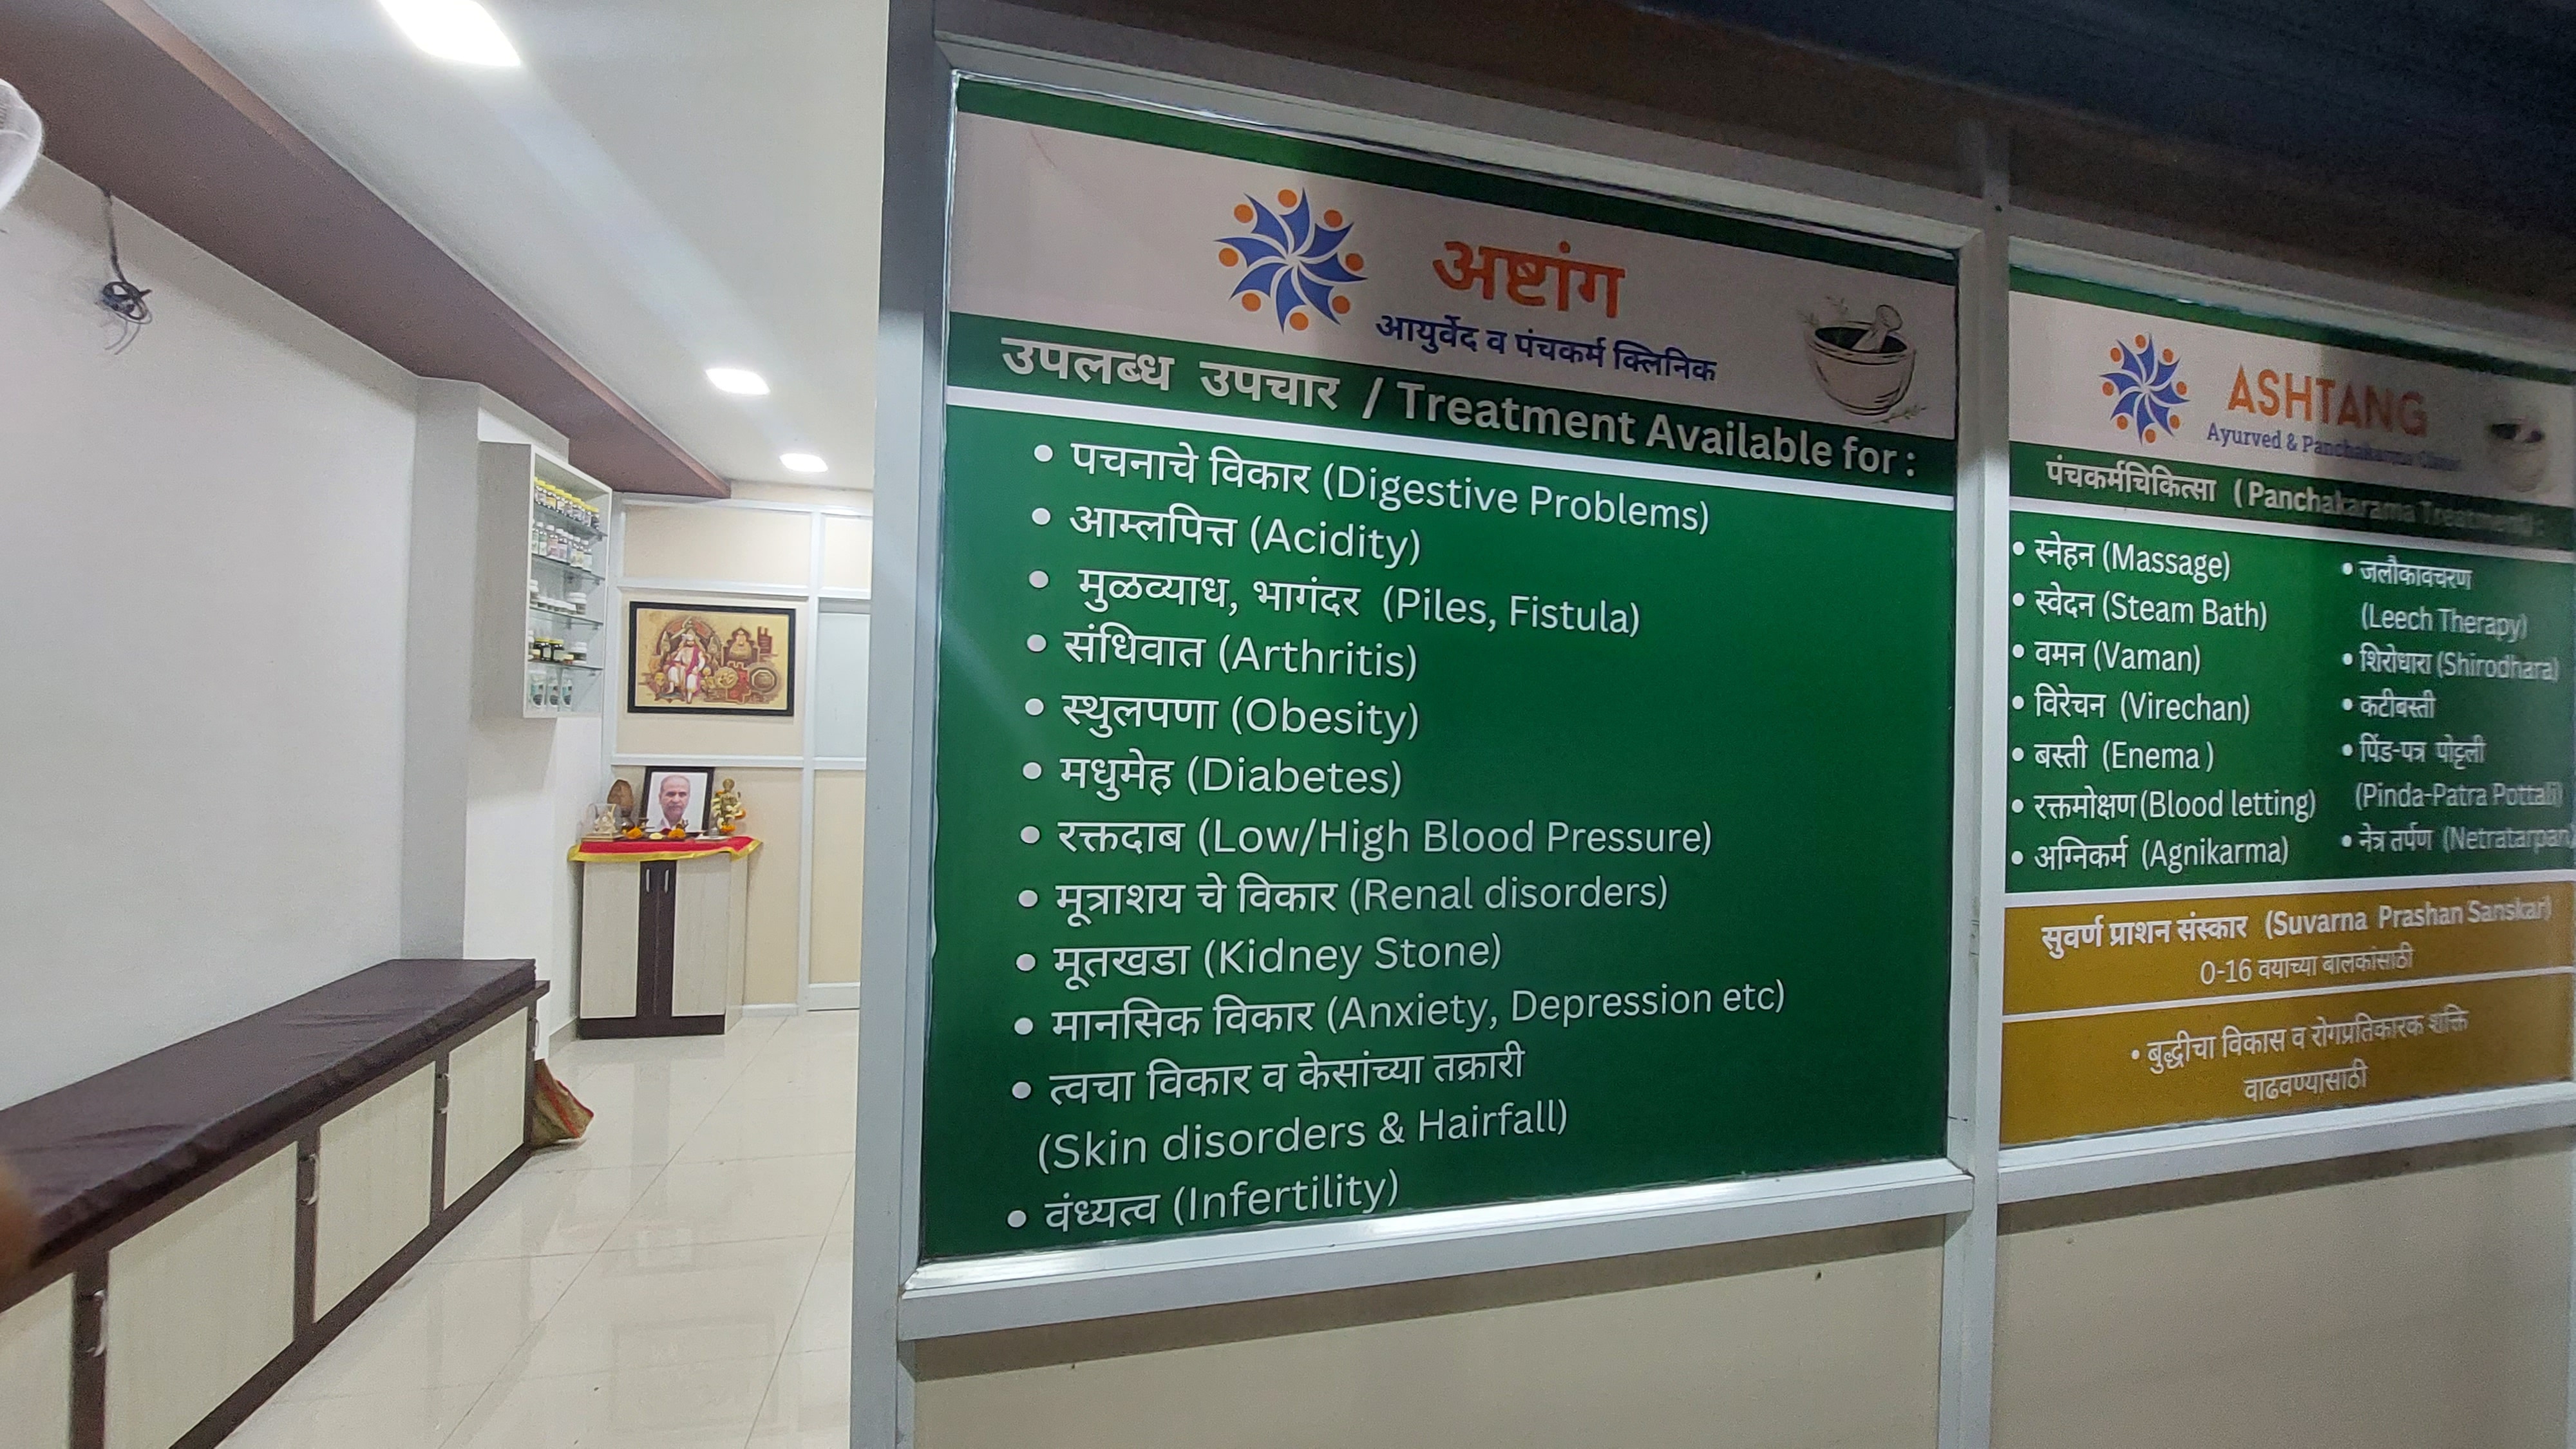 अष्टांग
आयुर्वेद व पंचकर्म क्लिनिक
उपलब्ध उपचार / Treatment Available for :
• पचनाचे विकार (Digestive Problems)
• आम्लपित्त (Acidity)
• मुळव्याध, भागंदर (Piles, Fistula)
• संधिवात (Arthritis)
• स्थुलपणा (Obesity)
• मधुमेह (Diabetes)
• रक्तदाब (Low/High Blood Pressure)
• मूत्राशय चे विकार (Renal disorders)
• मूतखडा (Kidney Stone)
• मानसिक विकार (Anxiety, Depression etc)
• त्वचा विकार व केसांच्या तक्रारी
(Skin disorders & Hairfall)
• वंध्यत्व (Infertility)
ASHTANG
Ayurved & Panchakarma Clinic
पंचकर्मचिकित्सा (Panchakarama Treatment) :
• स्नेहन (Massage)
• स्वेदन (Steam Bath)
• वमन (Vaman)
• विरेचन (Virechan)
• बस्ती (Enema)
• रक्तमोक्षण (Blood letting)
• अग्निकर्म (Agnikarma)
• जलौकावचरण
(Leech Therapy)
• शिरोधारा (Shirodhara)
• कटीबस्ती
• पिंड-पत्र पोट्टली
(Pinda-Patra Pottali)
• नेत्र तर्पण (Netratarpan
सुवर्ण प्राशन संस्कार (Suvarna Prashan Sanskar)
0-16 वयाच्या बालकांसाठी
• बुद्धीचा विकास व रोगप्रतिकारक शक्ति
वाढवण्यासाठी